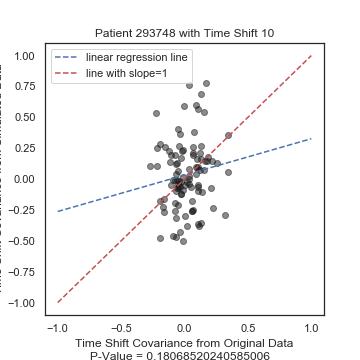 Patient 293748 with Time Shift 10
linear regression line
line with slope=1
1.00
0.75
0.50
0.25
0.00
−0.25
−0.50
−0.75
−1.00
−1.0
−0.5
0.0
0.5
1.0
Time Shift Covariance from Original Data
P-Value = 0.18068520240585006